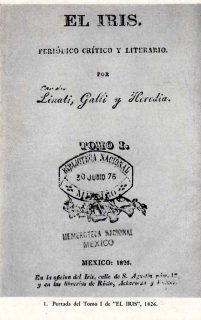 EL IRIS.
PERIÓDICO CRÍTICO Y LITERARIO.
POR
Linati, Galli y Heredia.
TOMO I.
BIBLIOTECA NACIONAL
20 JUNIO 76
MEXICO
HEMEROTECA NACIONAL
MEXICO
MEXICO: 1826.
En la oficina del Iris, calle de S. Agustin núm.
y en las librerias de Ackerman y
1. Portada del Tomo I de "EL IRIS", 1826.